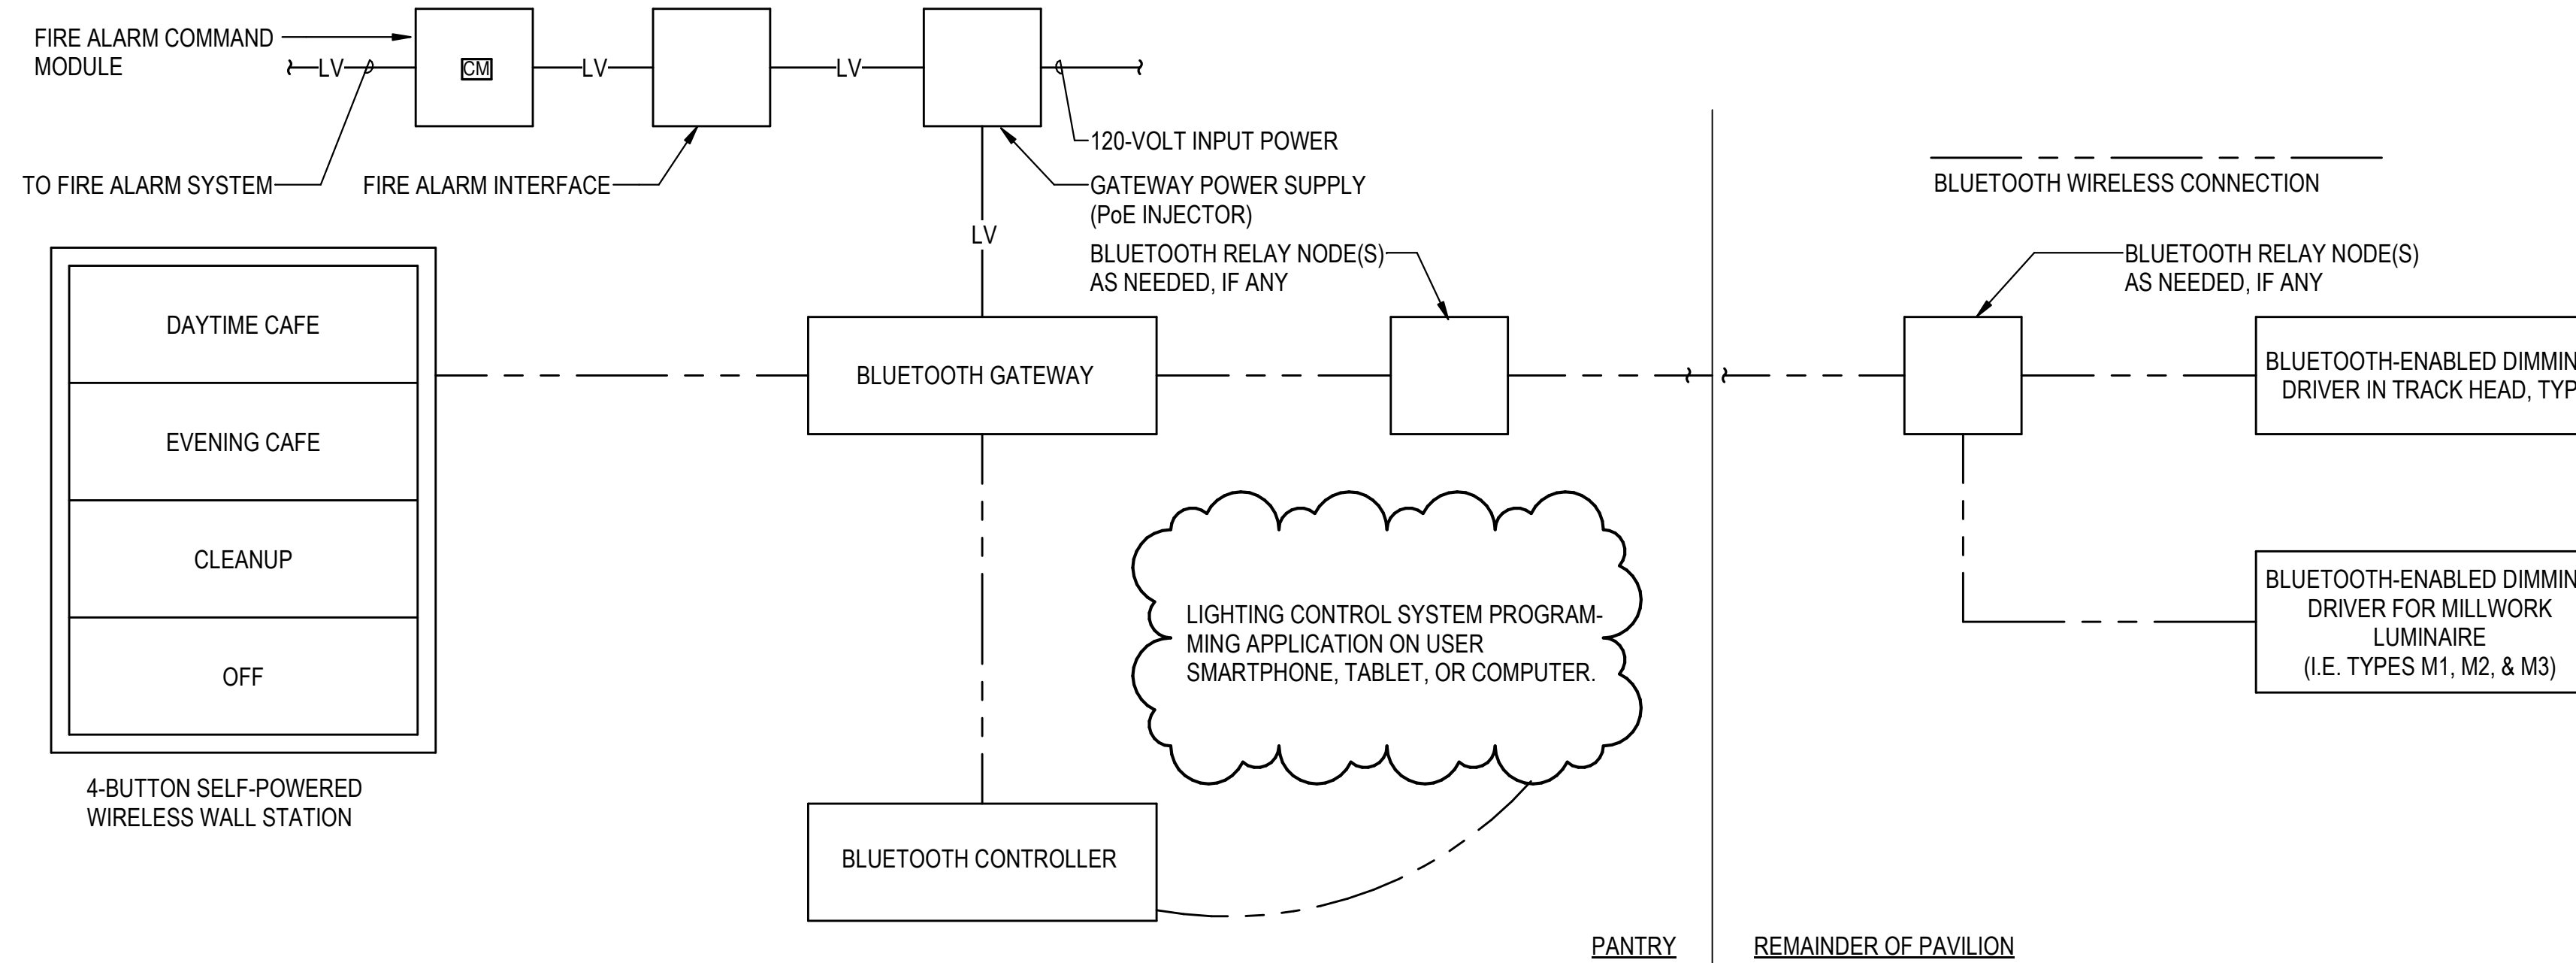 FIRE ALARM COMMAND
MODULE
LV
CM
LV
LV
120-VOLT INPUT POWER
TO FIRE ALARM SYSTEM
FIRE ALARM INTERFACE
GATEWAY POWER SUPPLY
(PoE INJECTOR)
LV
BLUETOOTH WIRELESS CONNECTION
BLUETOOTH RELAY NODE(S)
AS NEEDED, IF ANY
BLUETOOTH RELAY NODE(S)
AS NEEDED, IF ANY
DAYTIME CAFE
EVENING CAFE
CLEANUP
OFF
4-BUTTON SELF-POWERED
WIRELESS WALL STATION
BLUETOOTH GATEWAY
BLUETOOTH-ENABLED DIMMIN
DRIVER IN TRACK HEAD, TYP
LIGHTING CONTROL SYSTEM PROGRAM-
MING APPLICATION ON USER
SMARTPHONE, TABLET, OR COMPUTER.
BLUETOOTH-ENABLED DIMMIN
DRIVER FOR MILLWORK
LUMINAIRE
(I.E. TYPES M1, M2, & M3)
BLUETOOTH CONTROLLER
PANTRY
REMAINDER OF PAVILION